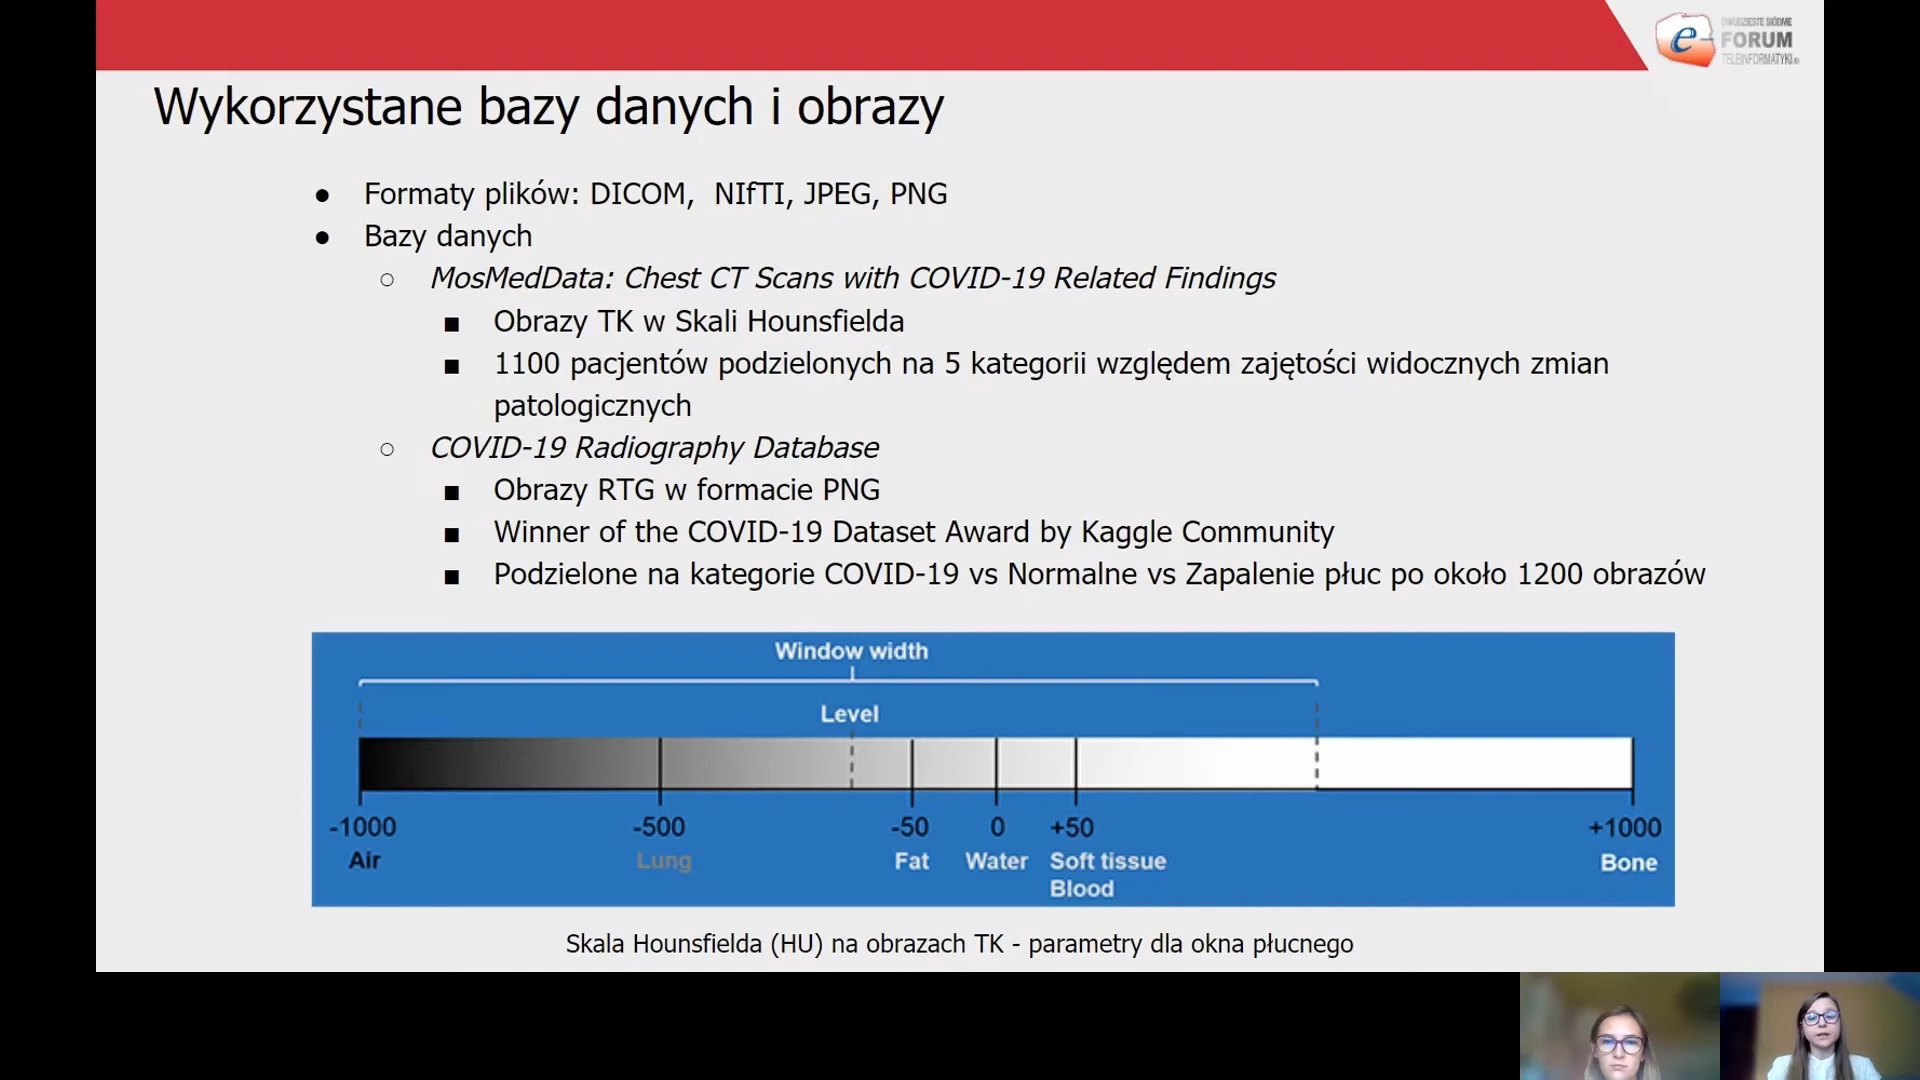 DWUDZIESTE SIÓDME
e- FORUM
TELEINFORMATYKI
Wykorzystane bazy danych i obrazy
● Formaty plików: DICOM, NIfTI, JPEG, PNG
● Bazy danych
○ MosMedData: Chest CT Scans with COVID-19 Related Findings
■ Obrazy TK w Skali Hounsfielda
■ 1100 pacjentów podzielonych na 5 kategorii względem zajętości widocznych zmian
patologicznych
○ COVID-19 Radiography Database
■ Obrazy RTG w formacie PNG
■ Winner of the COVID-19 Dataset Award by Kaggle Community
■ Podzielone na kategorie COVID-19 vs Normalne vs Zapalenie płuc po około 1200 obrazów
Window width
Level
-1000 -500 -50 0 +50 +1000
Air Lung Fat Water Soft tissue Bone
Blood
Skala Hounsfielda (HU) na obrazach TK - parametry dla okna płucnego